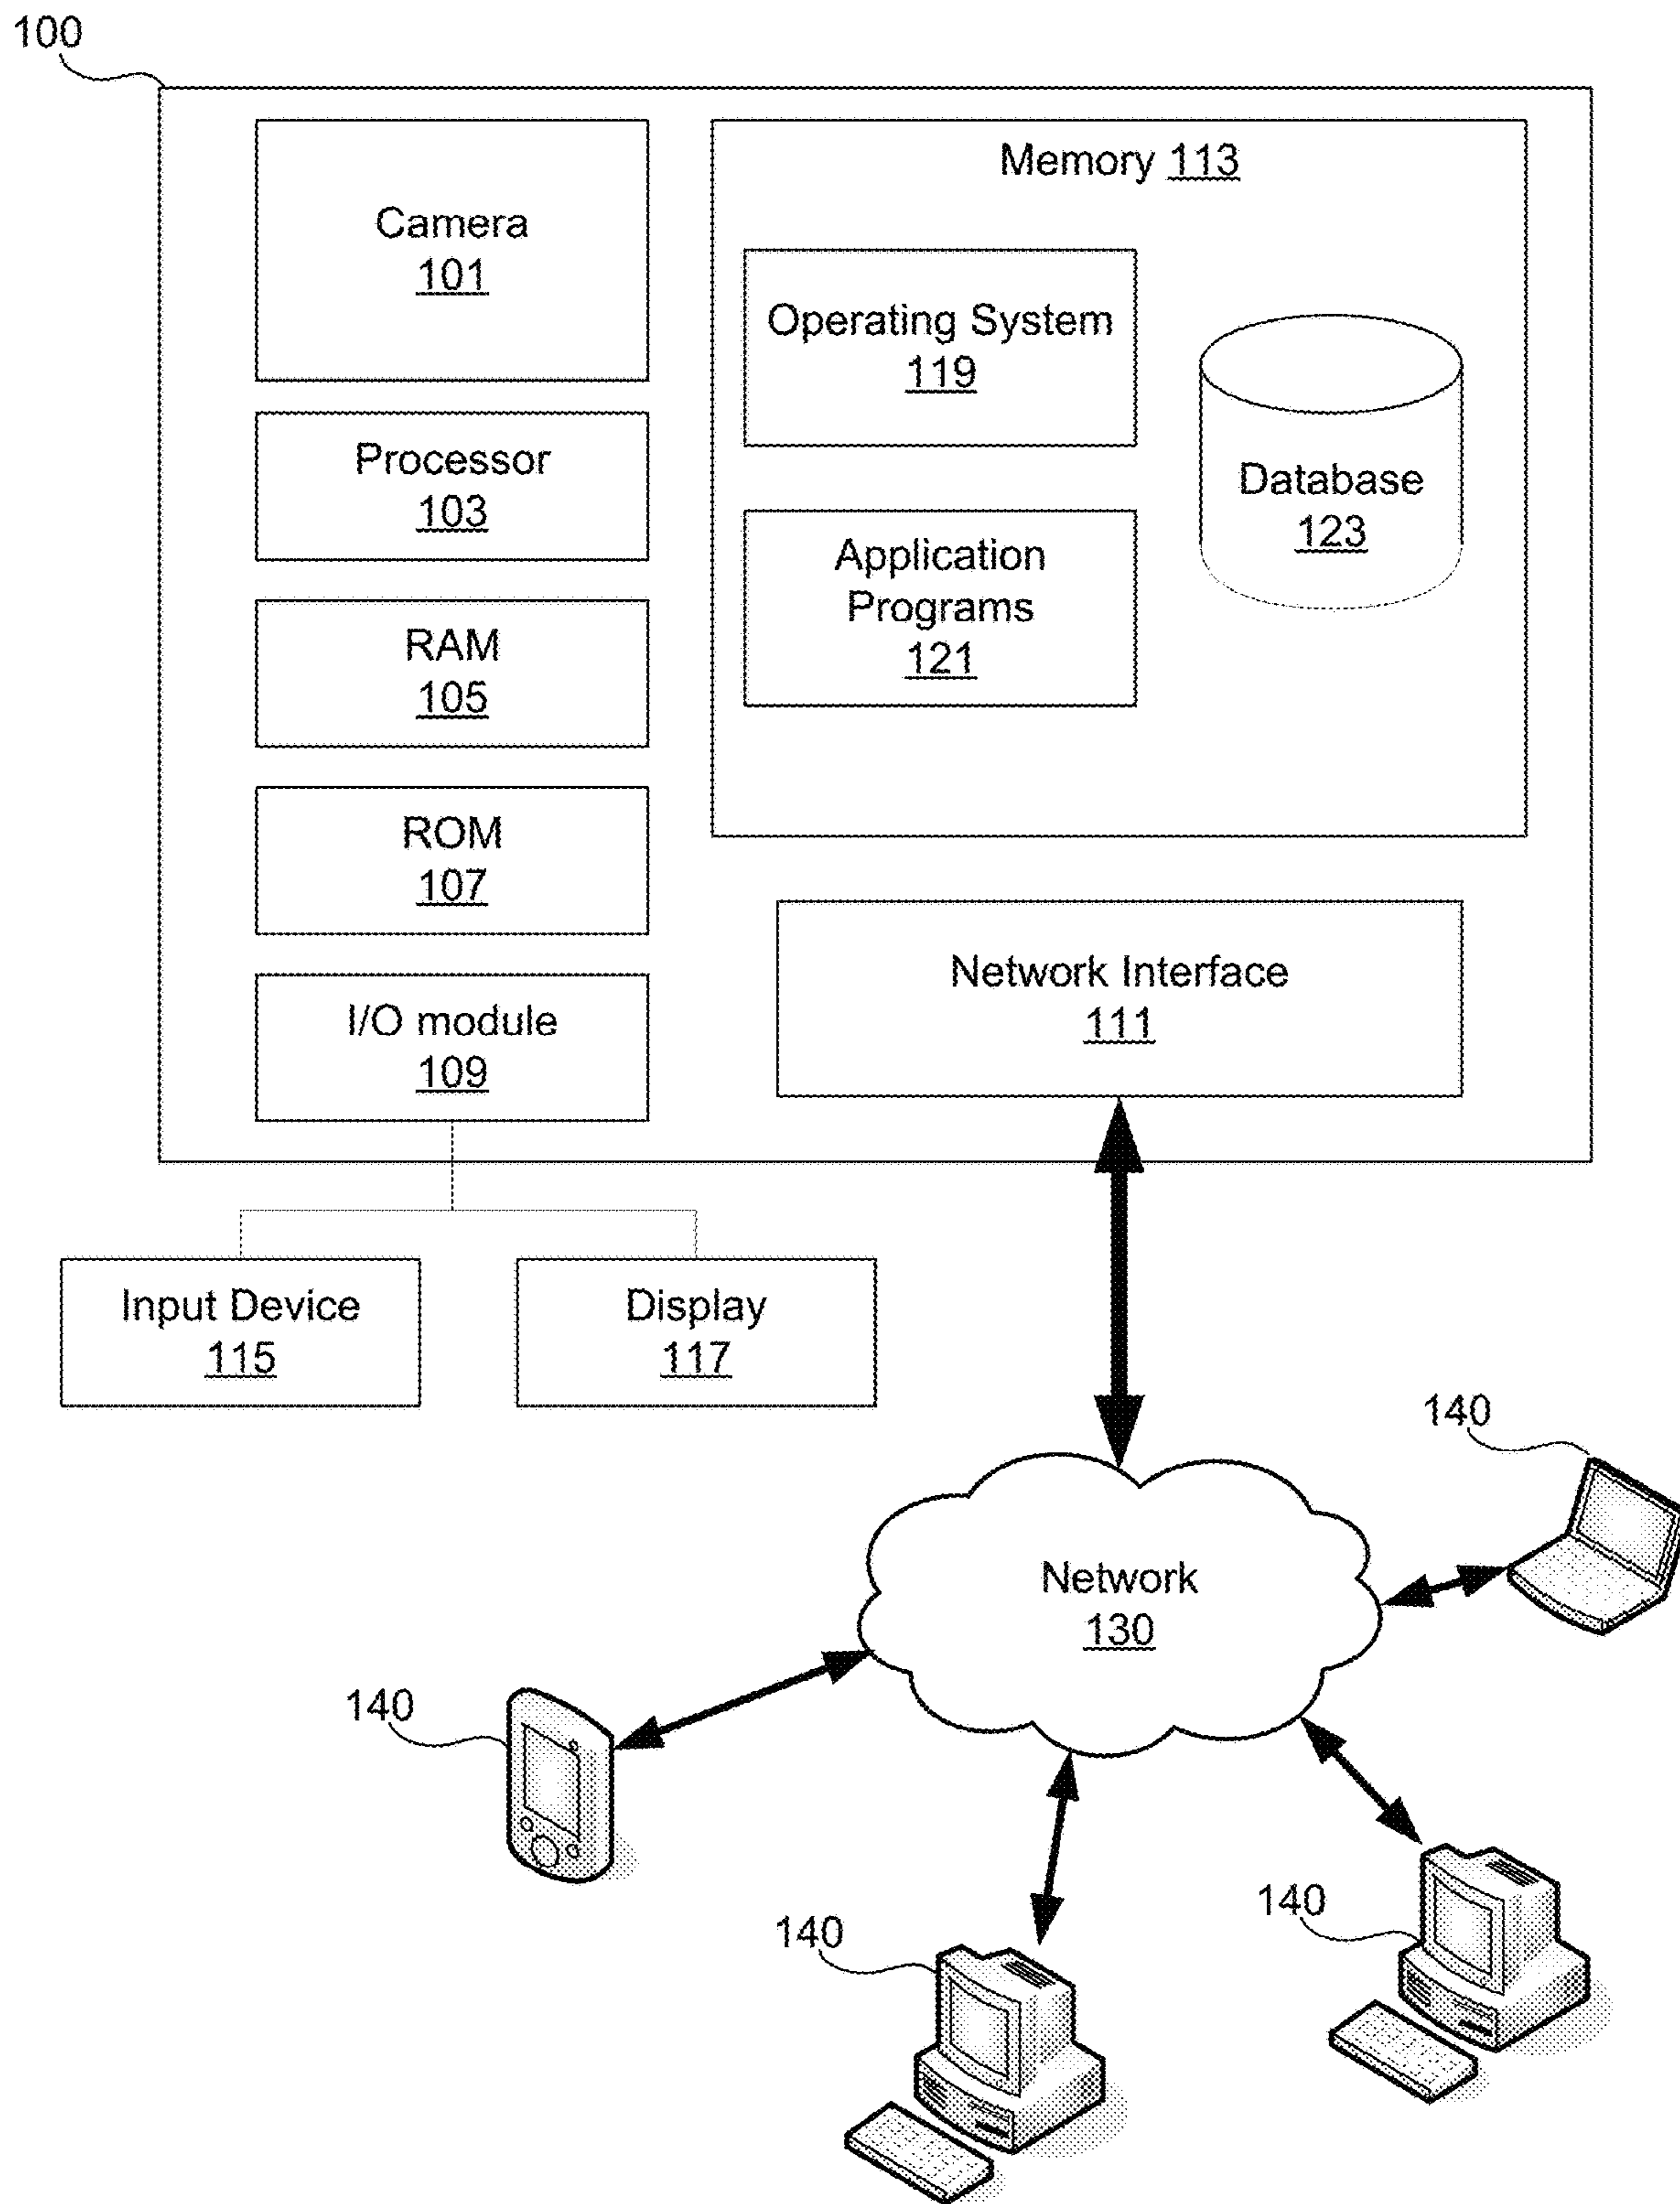 100
Camera
101
Processor
103
RAM
105
ROM
107
I/O module
109
Memory 113
Operating System
119
Application
Programs
121
Database
123
Network Interface
111
Input Device
115
Display
117
Network
130
140
140
140
140